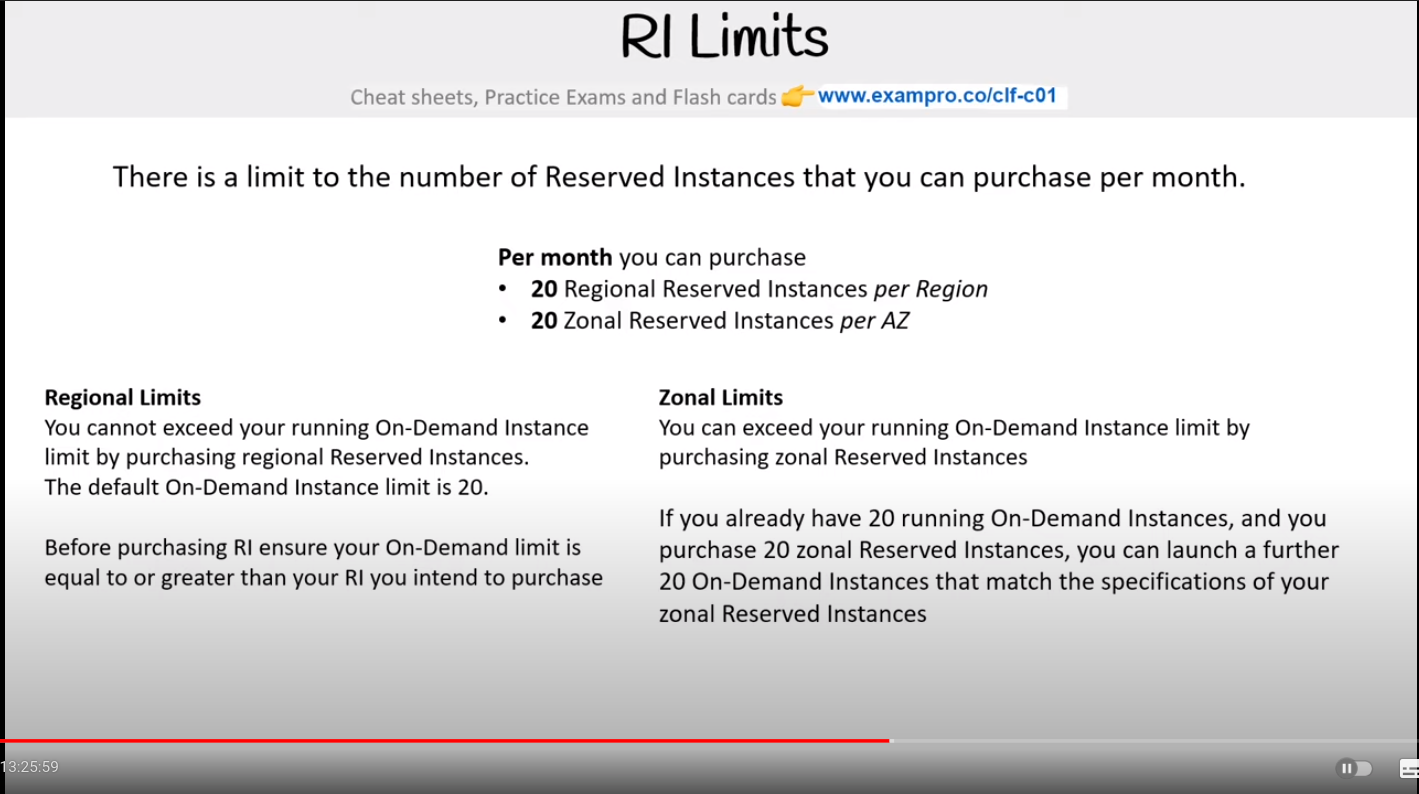 RI Limits
Cheat sheets, Practice Exams and Flash cards 👉 www.exampro.co/clf-c01
There is a limit to the number of Reserved Instances that you can purchase per month.
Per month you can purchase
• 20 Regional Reserved Instances per Region
• 20 Zonal Reserved Instances per AZ
Regional Limits
You cannot exceed your running On-Demand Instance
limit by purchasing regional Reserved Instances.
The default On-Demand Instance limit is 20.
Before purchasing RI ensure your On-Demand limit is
equal to or greater than your RI you intend to purchase
Zonal Limits
You can exceed your running On-Demand Instance limit by
purchasing zonal Reserved Instances
If you already have 20 running On-Demand Instances, and you
purchase 20 zonal Reserved Instances, you can launch a further
20 On-Demand Instances that match the specifications of your
zonal Reserved Instances
13:25:59